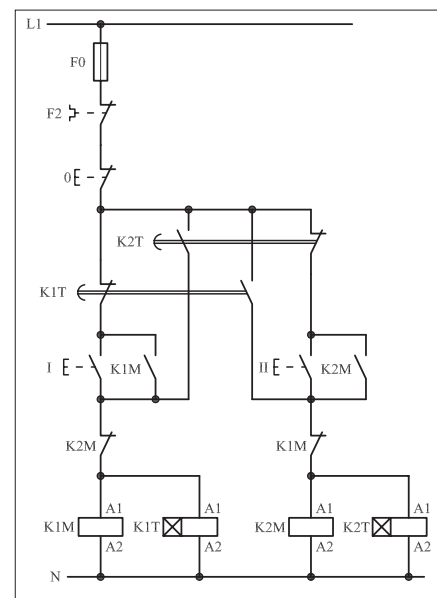 L1
F0
F2
0
K2T
K1T
I K1M II K2M
K2M K1M
A1 A1 A1 A1
K1M K1T K2M K2T
A2 A2 A2 A2
N